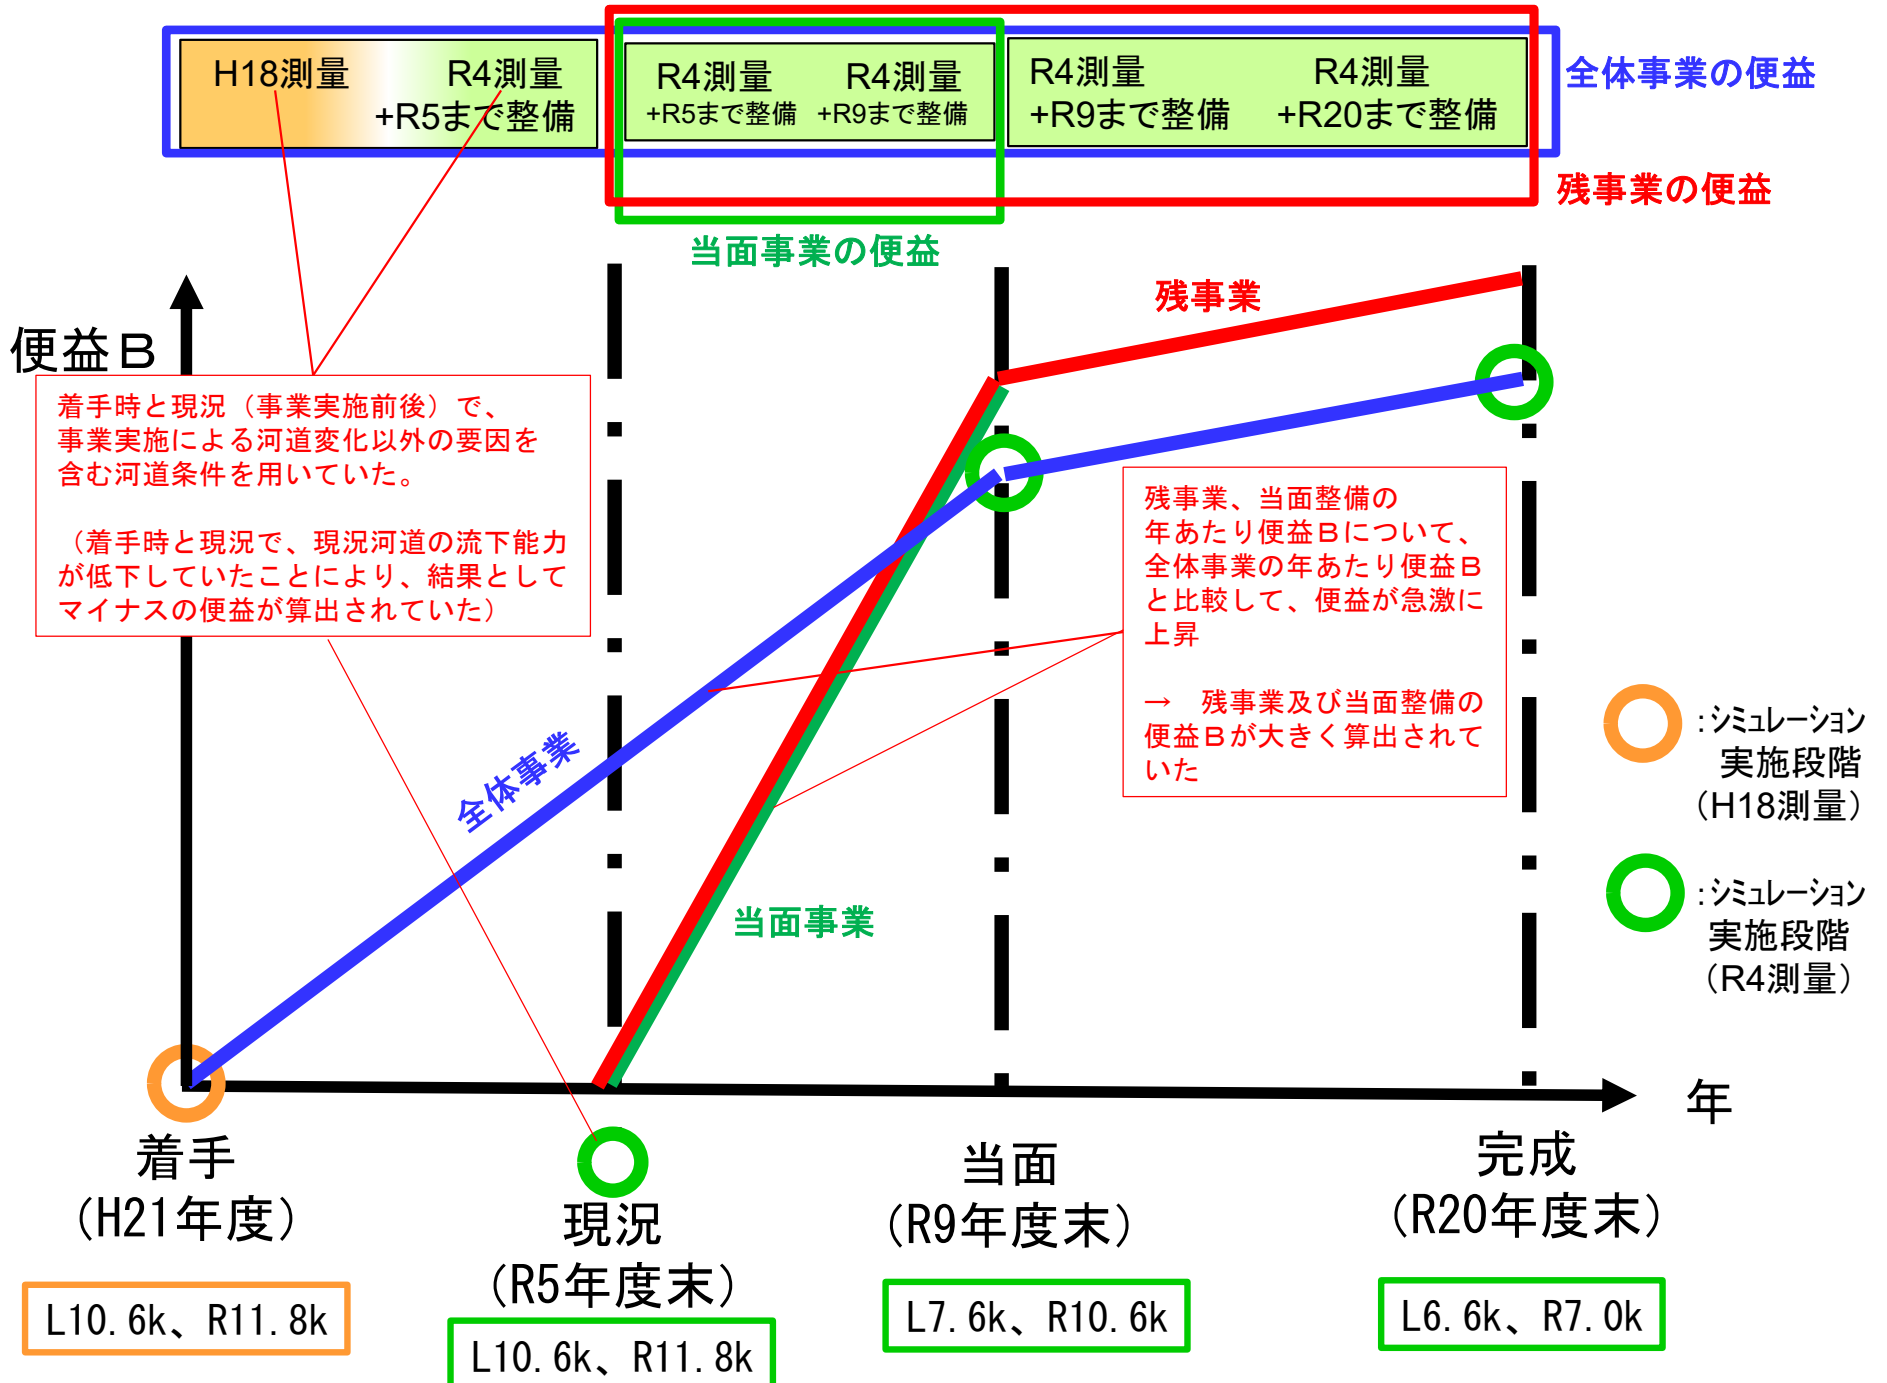 H18測量
R4測量
+R5まで整備
R4測量
+R5まで整備
R4測量
+R9まで整備
R4測量
+R9まで整備
R4測量
+R20まで整備
全体事業の便益
残事業の便益
当面事業の便益
便益B
残事業
着手時と現況（事業実施前後）で、
事業実施による河道変化以外の要因を
含む河道条件を用いていた。
（着手時と現況で、現況河道の流下能力
が低下していたことにより、結果として
マイナスの便益が算出されていた）
残事業、当面整備の
年あたり便益Bについて、
全体事業の年あたり便益B
と比較して、便益が急激に
上昇
→　残事業及び当面整備の
便益Bが大きく算出されて
いた
全体事業
当面事業
：シミュレーション
実施段階
（H18測量）
：シミュレーション
実施段階
（R4測量）
年
着手
（H21年度）
現況
（R5年度末）
当面
（R9年度末）
完成
（R20年度末）
L10.6k、R11.8k
L10.6k、R11.8k
L7.6k、R10.6k
L6.6k、R7.0k